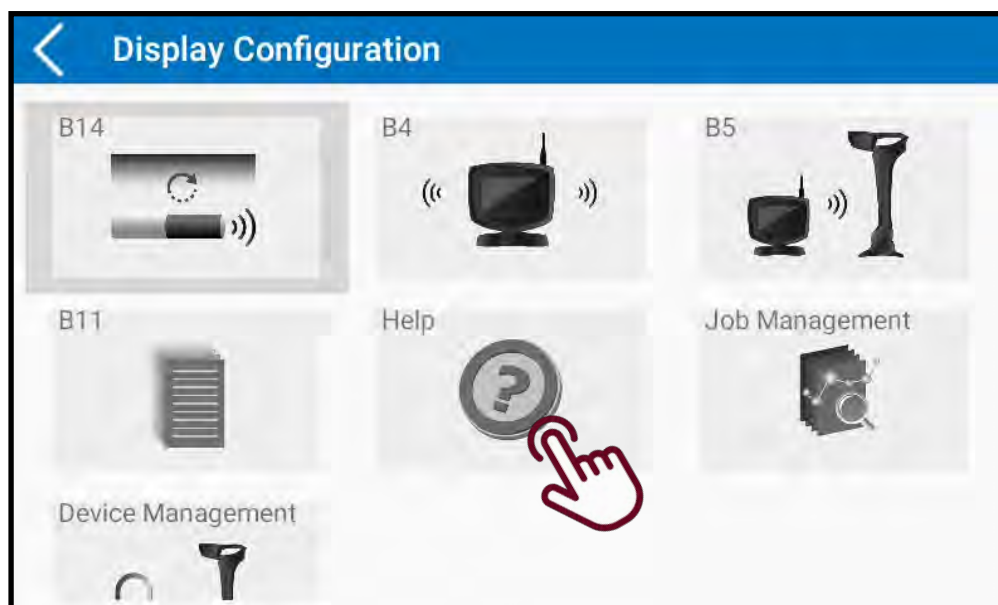 Display Configuration
B14
B4
B5
B11
Help
Job Management
?
Device Management